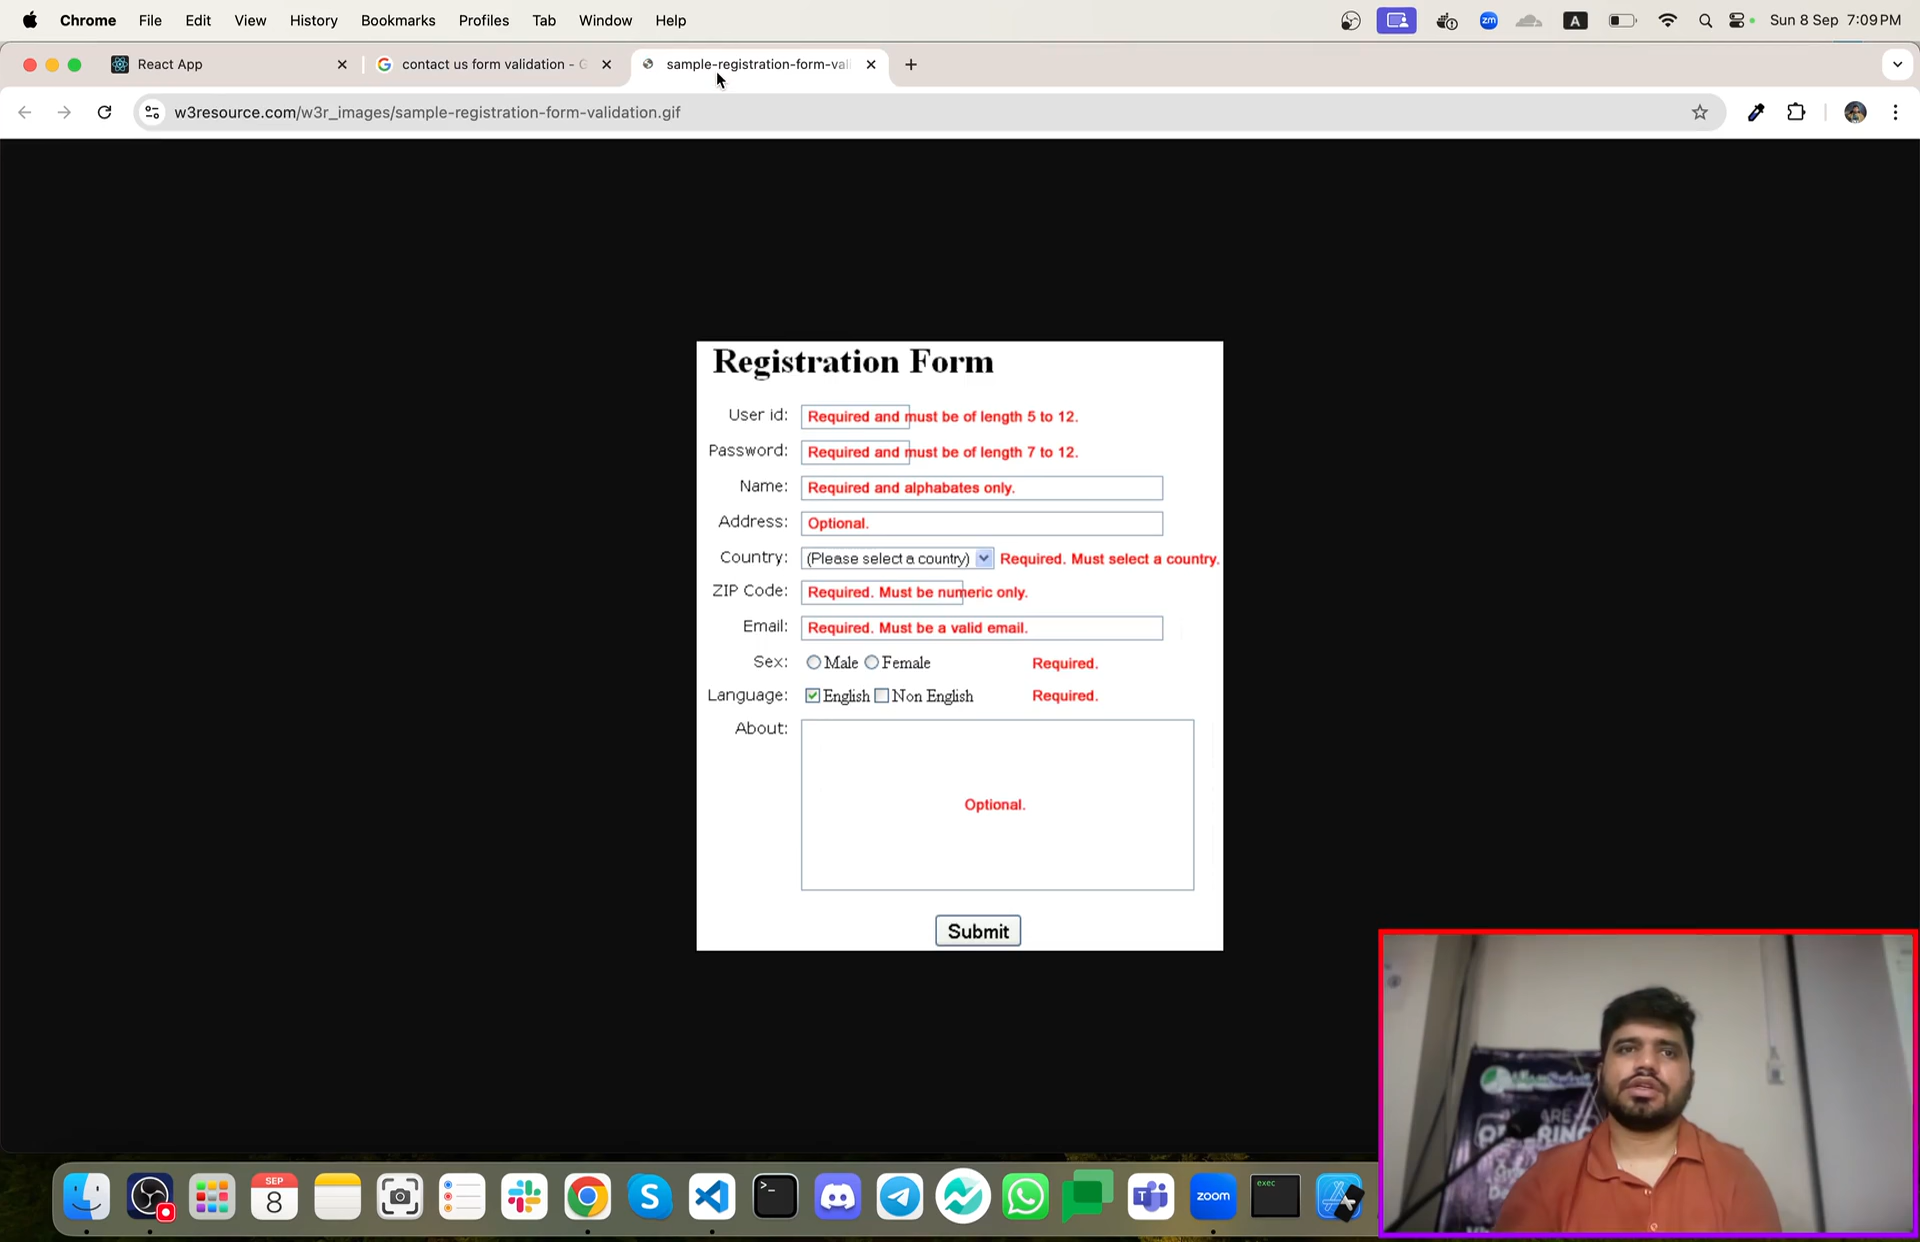 Chrome File Edit View History Bookmarks Profiles Tab Window Help
zm A Sun 8 Sep 7:09 PM
React App
contact us form validation - G
sample-registration-form-vali
w3resource.com/w3r_images/sample-registration-form-validation.gif
Registration Form
User id: Required and must be of length 5 to 12.
Password: Required and must be of length 7 to 12.
Name: Required and alphabates only.
Address: Optional.
Country: (Please select a country) Required. Must select a country.
ZIP Code: Required. Must be numeric only.
Email: Required. Must be a valid email.
Sex: Male Female Required.
Language: English Non English Required.
About:
Optional.
Submit
SEP
8
S
>_
T
zoom
exec